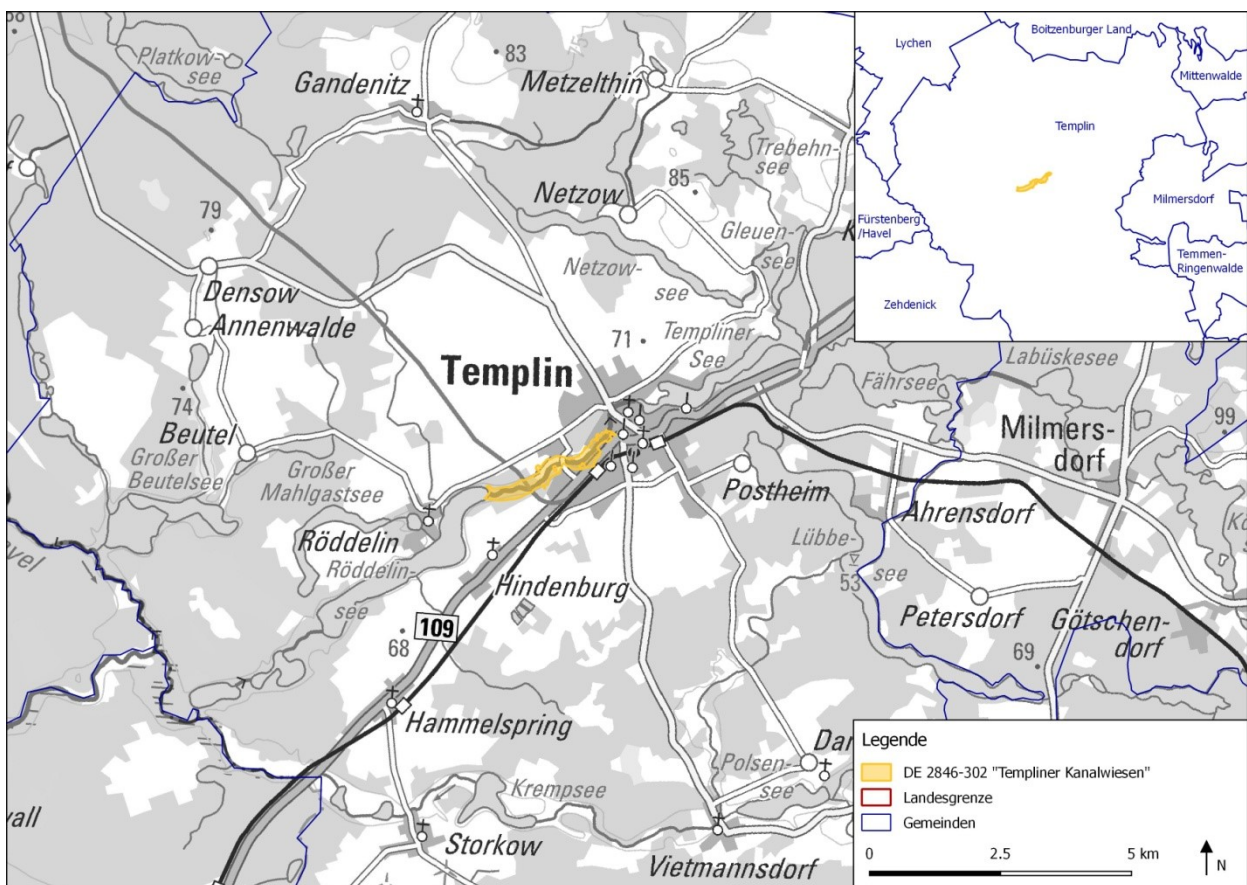 Platkow-
see
83
75
Gandenitz
Metzelthin
Trebehn-
see
79
Netzow
85
Gleuen-
see
Netzow-
see
Densow
Annenwalde
71
Templiner
See
Templin
74
Beutel
Großer
Beutelsee
Großer
Mahlgastsee
Röddelin
Röddelin-
see
Hindenburg
Postheim
Fährsee
Labüskesee
99
Milmers-
dorf
Ahrensdorf
Lübbe-
see
53
Petersdorf
Götschen-
dorf
69
109
68
Hammelspring
Polsen-
see
Dar
Krempsee
Storkow
Vietmannsdorf
vall
Lychen
Boitzenburger Land
Mittenwalde
Templin
Milmersdorf
Fürstenberg
/Havel
Temmen-
Ringenwalde
Zehdenick
Legende
DE 2846-302 "Templiner Kanalwiesen"
Landesgrenze
Gemeinden
0 2.5 5 km
N